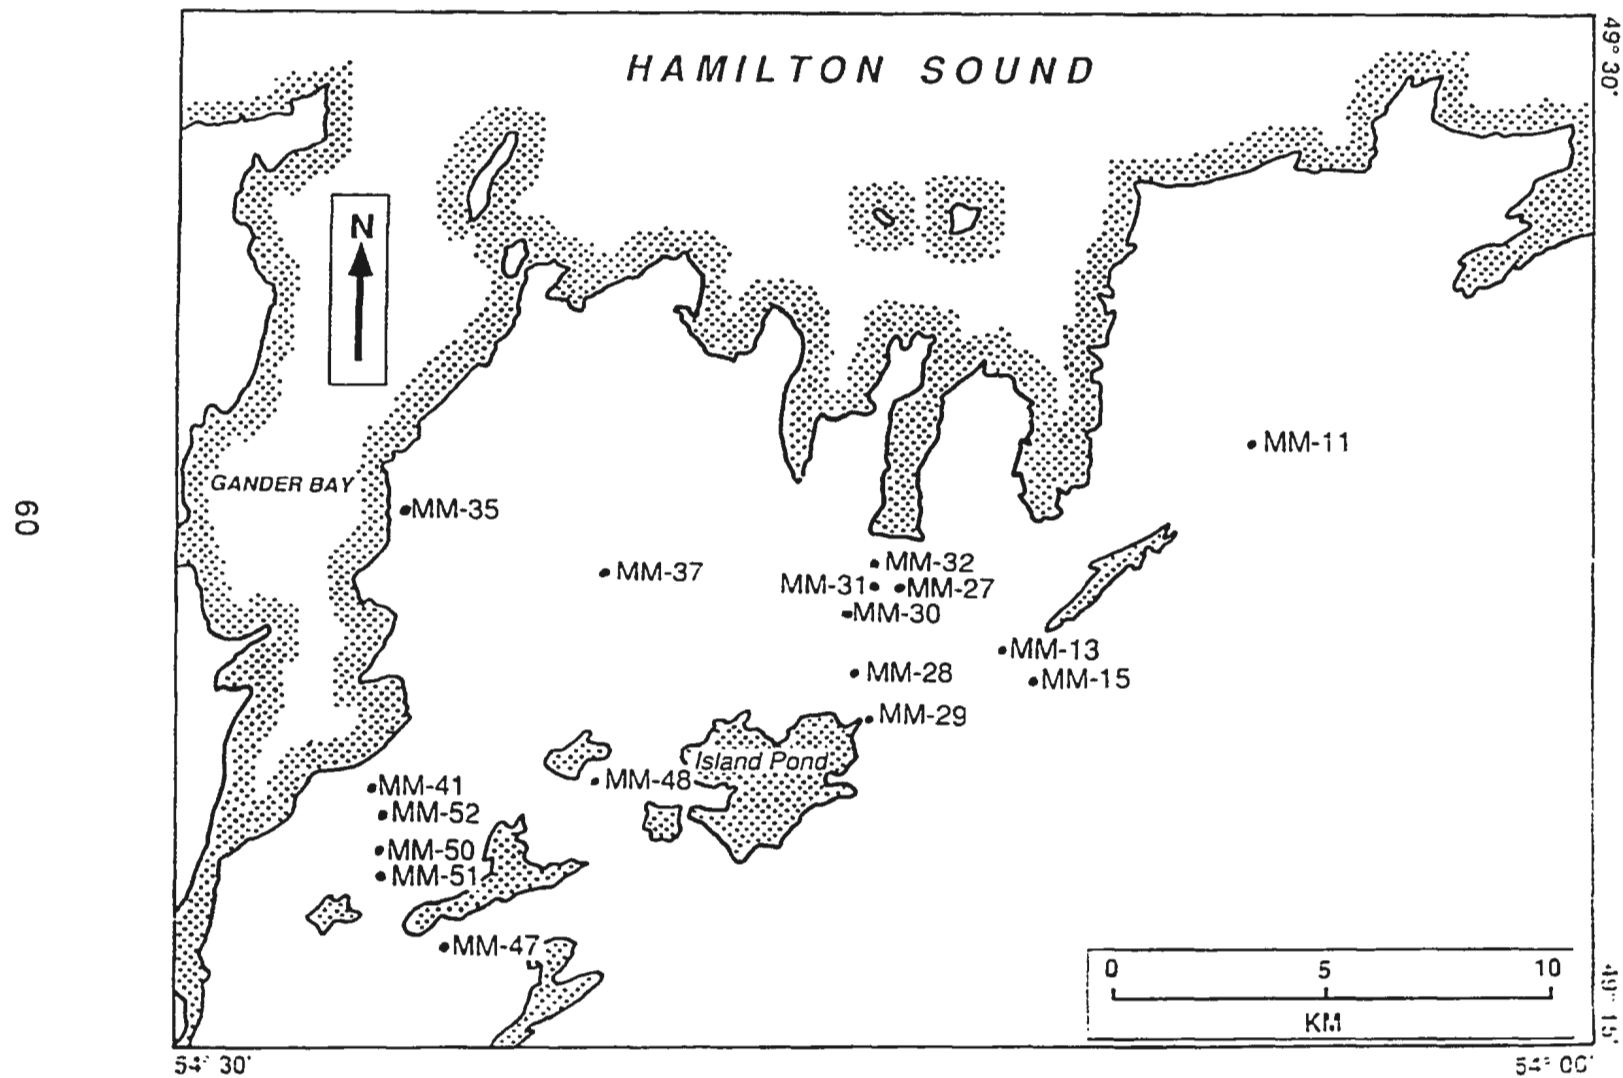 HAMILTON SOUND
49° 30'
N
MM-11
GANDER BAY
60
MM-35
MM-32
MM-37
MM-31
MM-27
MM-30
MM-13
MM-28
MM-15
MM-29
Island Pond
MM-48
MM-41
MM-52
MM-50
MM-51
MM-47
0 5 10
KM
49° 15'
54° 30'
54° 00'